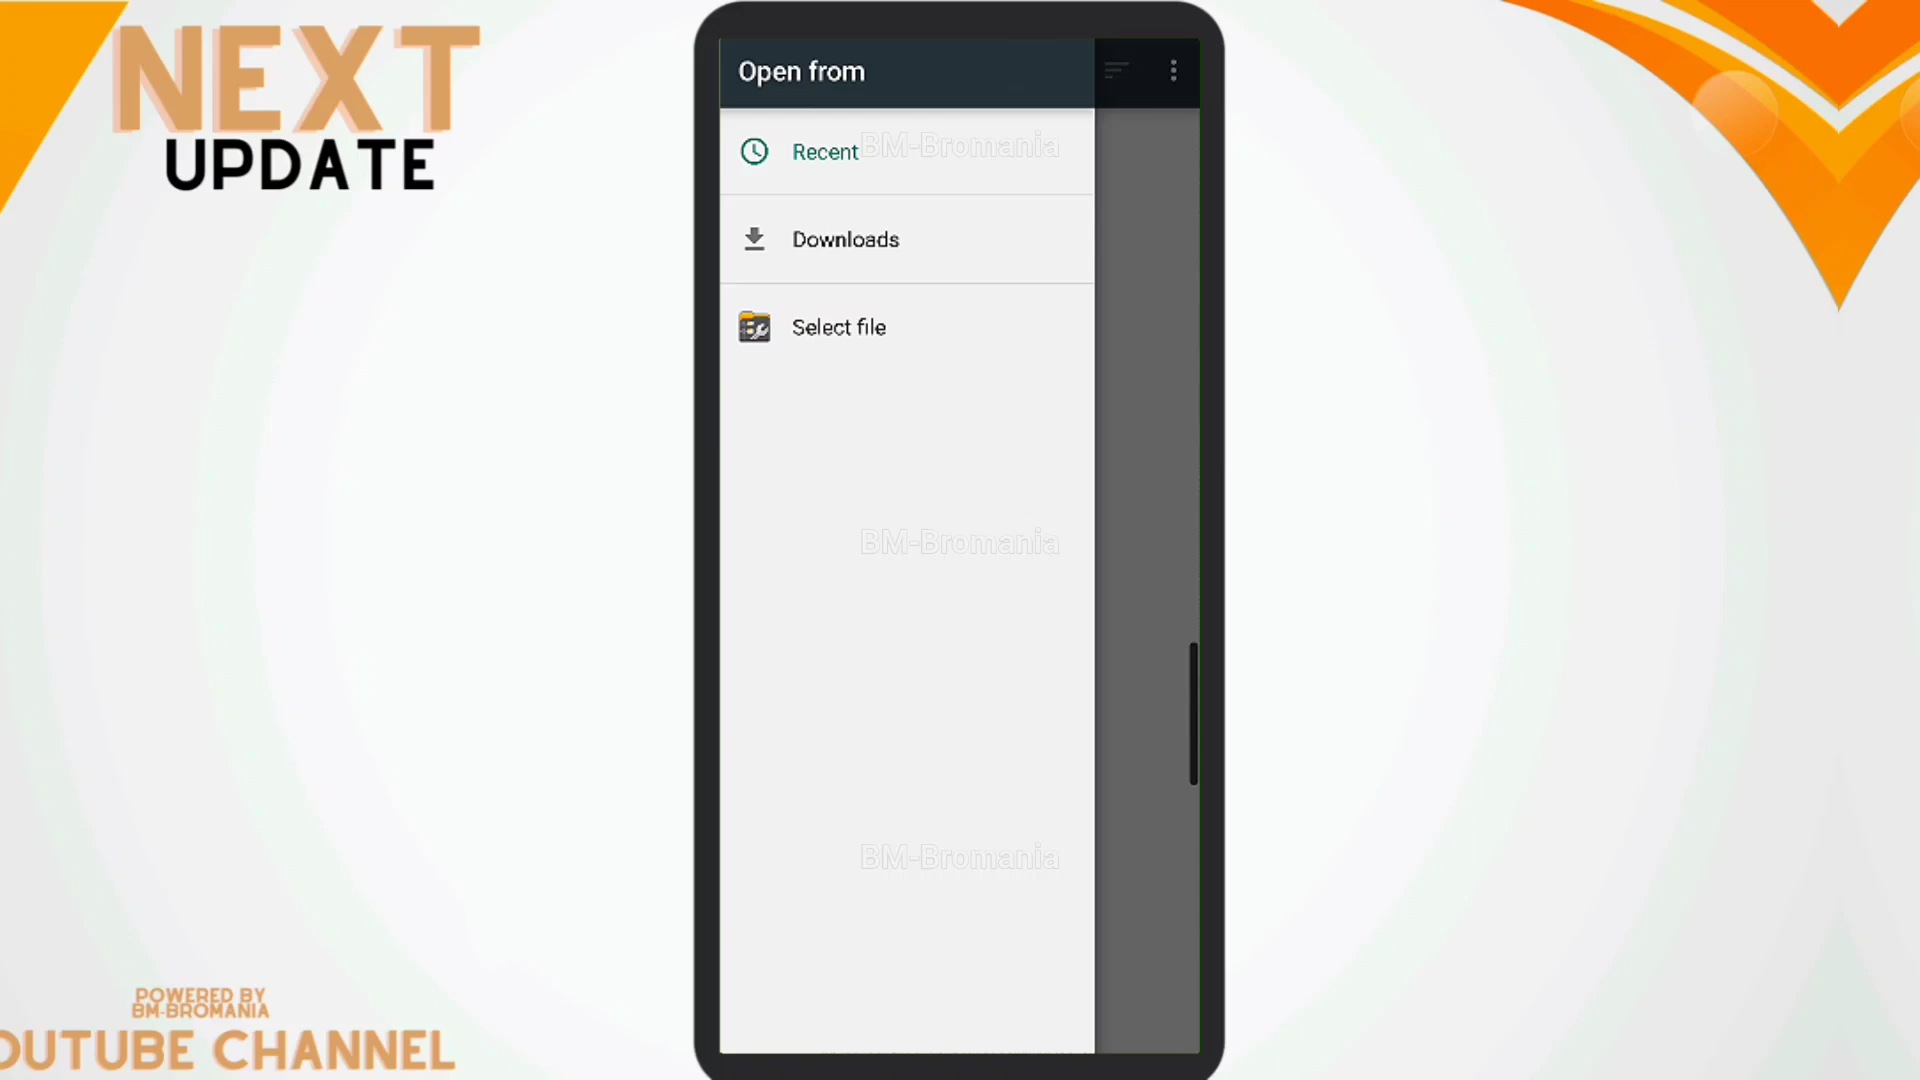 NEXT
UPDATE
Open from
Recent
BM-Bromania
Downloads
Select file
BM-Bromania
BM-Bromania
POWERED BY
BM-BROMANIA
OUTUBE CHANNEL